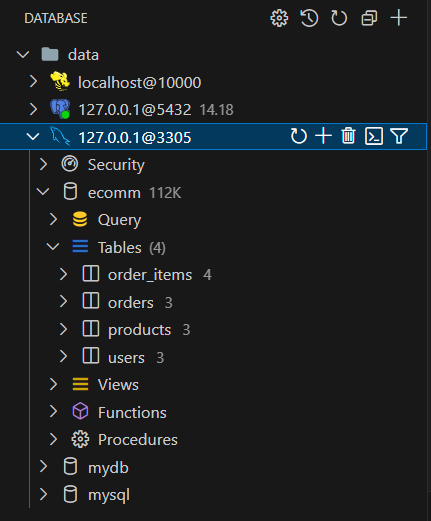 DATABASE
data
localhost@10000
127.0.0.1@5432 14.18
127.0.0.1@3305
Security
ecomm 112K
Query
Tables (4)
order_items 4
orders 3
products 3
users 3
Views
Functions
Procedures
mydb
mysql